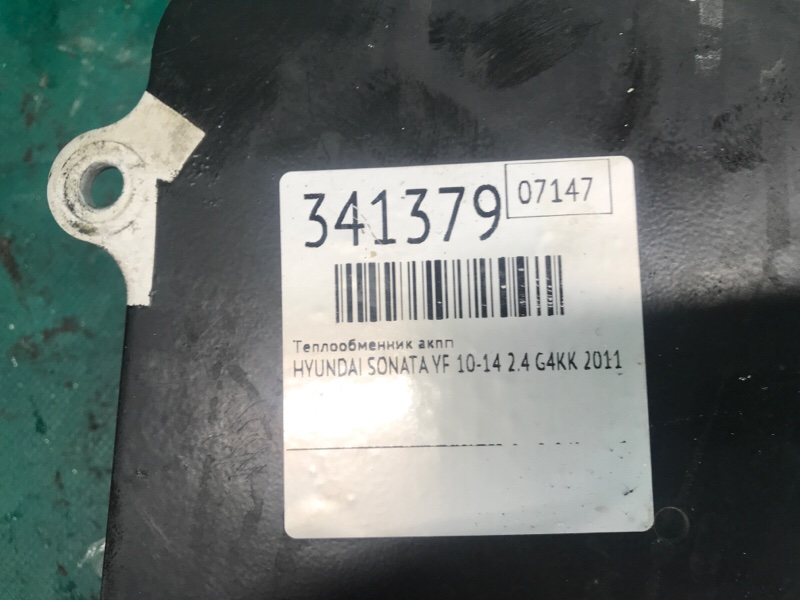 341379
07147
Теплообменник акпп
HYUNDAI SONATA YF 10-14 2.4 G4KK 2011